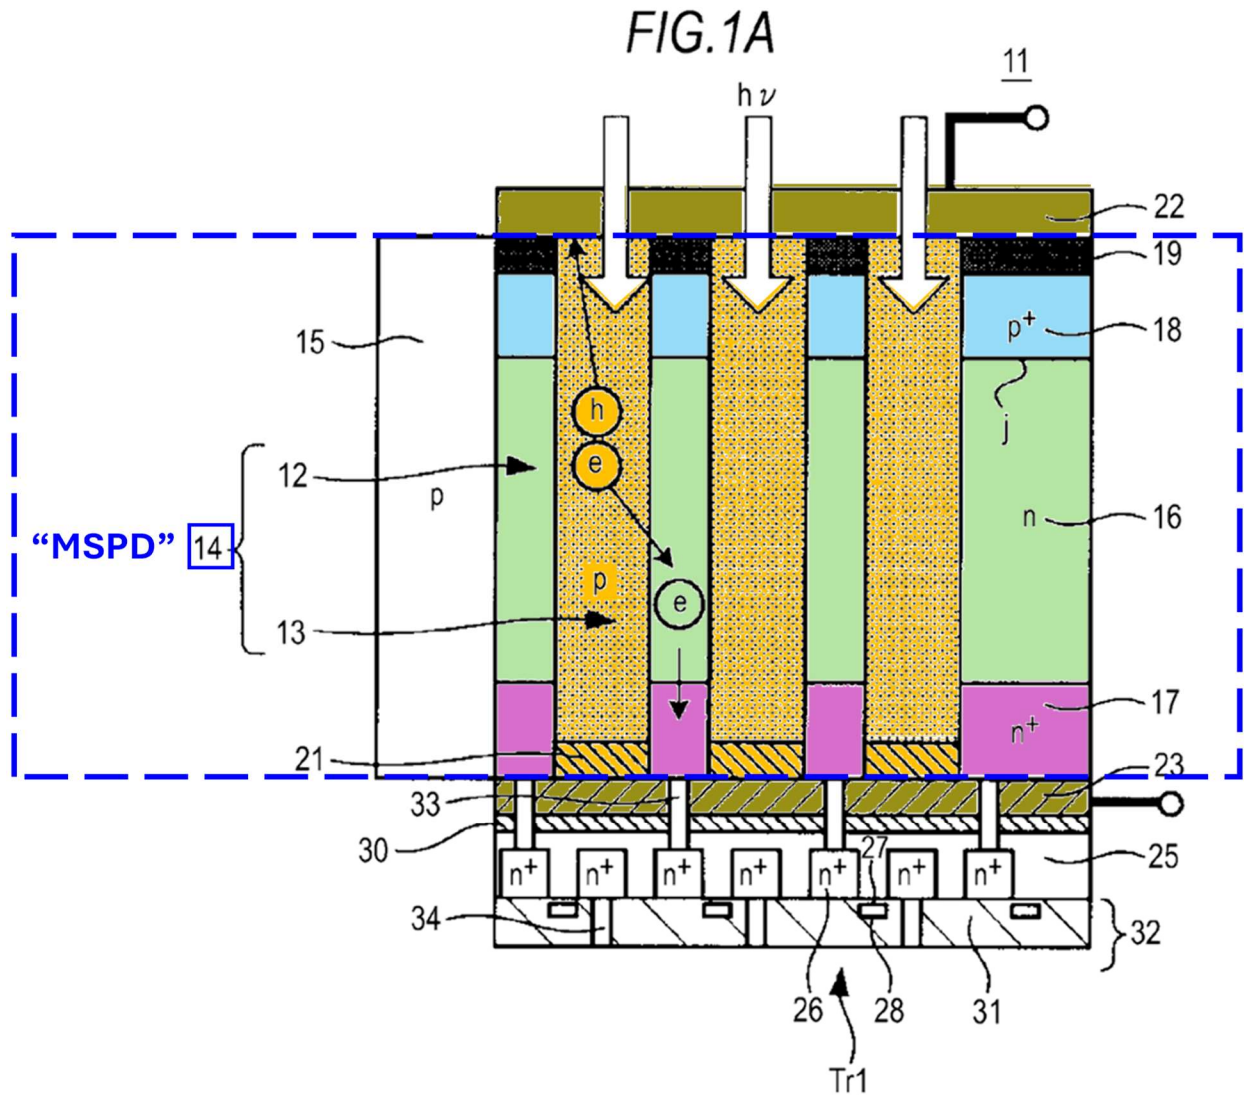 FIG.1A
11
hν
22
19
15
p+
18
j
h
12
e
p
n
16
"MSPD" 14
p
e
13
17
n+
21
23
33
30
27
25
n+ n+ n+ n+ n+ n+ n+
34
32
26
28
31
Tr1